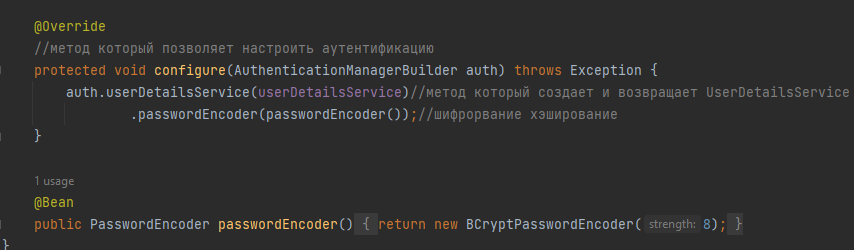 @Override
//метод который позволяет настроить аутентификацию
protected void configure(AuthenticationManagerBuilder auth) throws Exception {
auth.userDetailsService(userDetailsService)//метод который создает и возвращает UserDetailsService
.passwordEncoder(passwordEncoder());//шифрорвание хэширование
}
1 usage
@Bean
public PasswordEncoder passwordEncoder() { return new BCryptPasswordEncoder( strength: 8); }
}